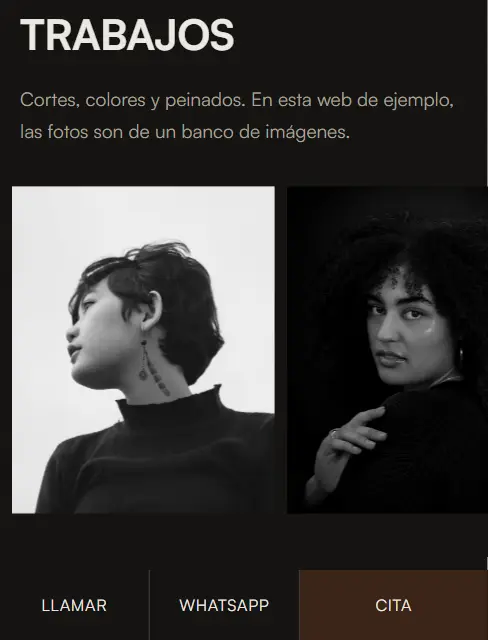 TRABAJOS
Cortes, colores y peinados. En esta web de ejemplo,
las fotos son de un banco de imágenes.
LLAMAR
WHATSAPP
CITA